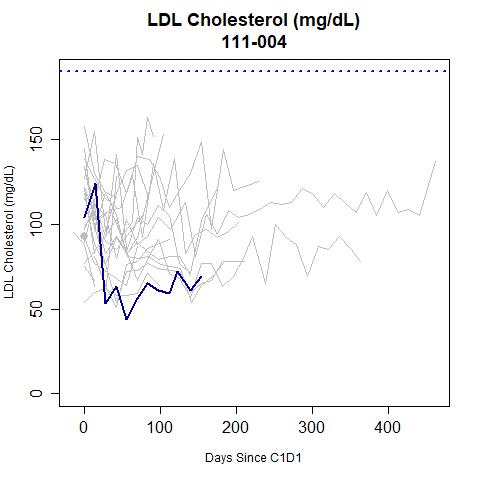 LDL Cholesterol (mg/dL)
111-004
LDL Cholesterol (mg/dL)
150
100
50
0
0 100 200 300 400
Days Since C1D1